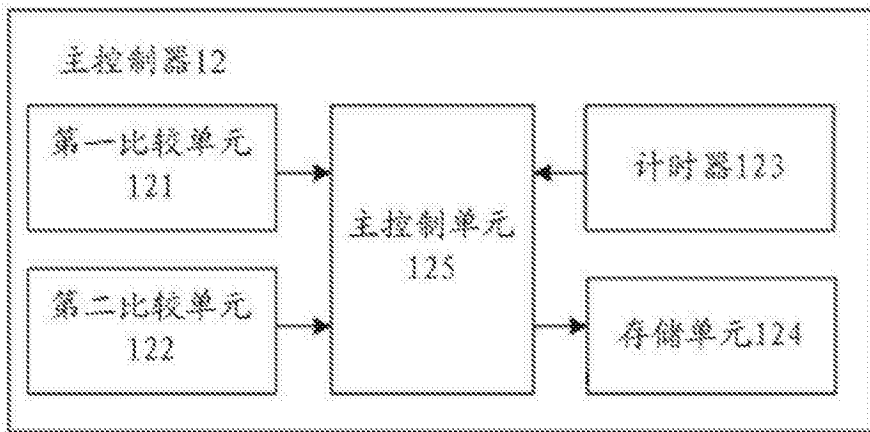 主控制器12
第一比较单元
121
第二比较单元
122
主控制单元
125
计时器123
存储单元124